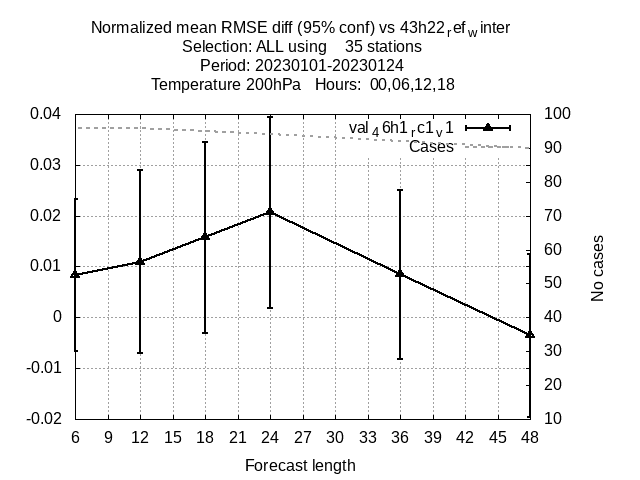 Normalized mean RMSE diff (95% conf) vs 43h22refwinter
Selection: ALL using    35 stations
Period: 20230101-20230124
Temperature 200hPa   Hours:  00,06,12,18
val46h1rc1v1
Cases
0.04
0.03
0.02
0.01
0
-0.01
-0.02
100
90
80
70
60
50
40
30
20
10
No cases
6 9 12 15 18 21 24 27 30 33 36 39 42 45 48
Forecast length